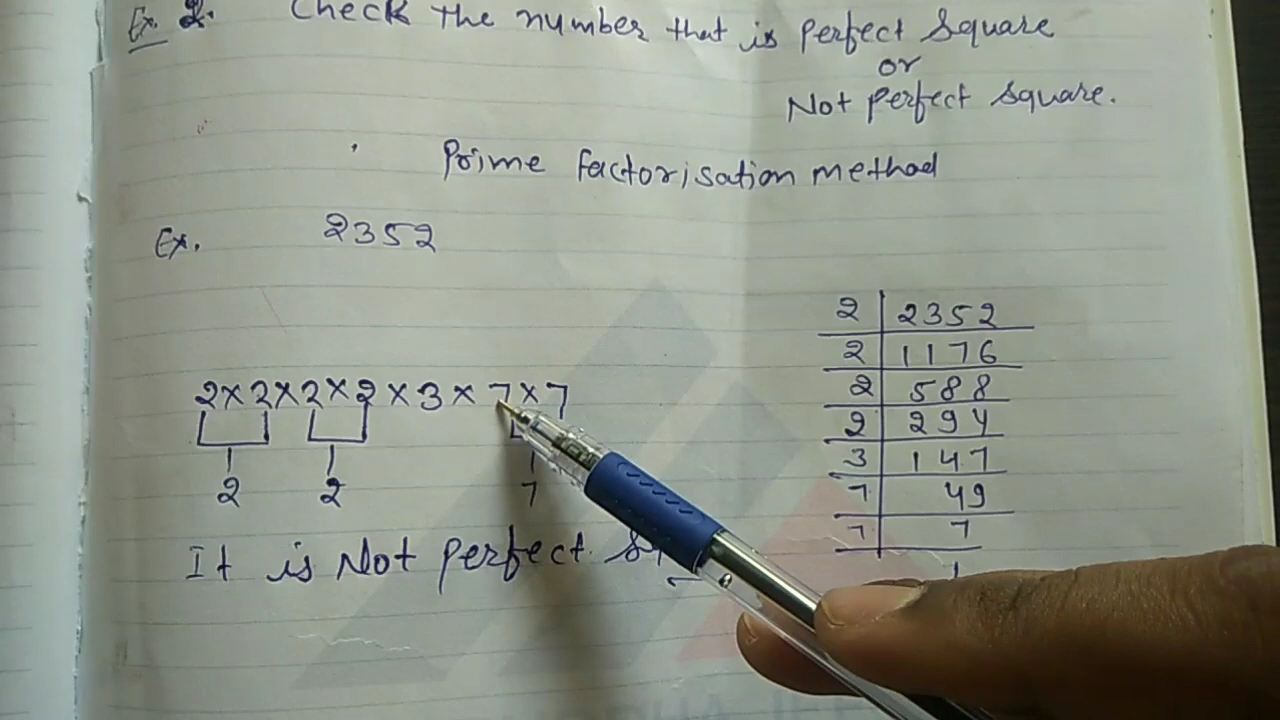 Ex. 2. Check the number that is perfect square
or
Not perfect square.
Prime factorisation method
Ex. 2352
2 | 2352
2 | 1176
2 | 588
2 | 294
3 | 147
7 | 49
7 | 7
1
2×2×2×2×3×7×7
2 2 7
It is Not perfect